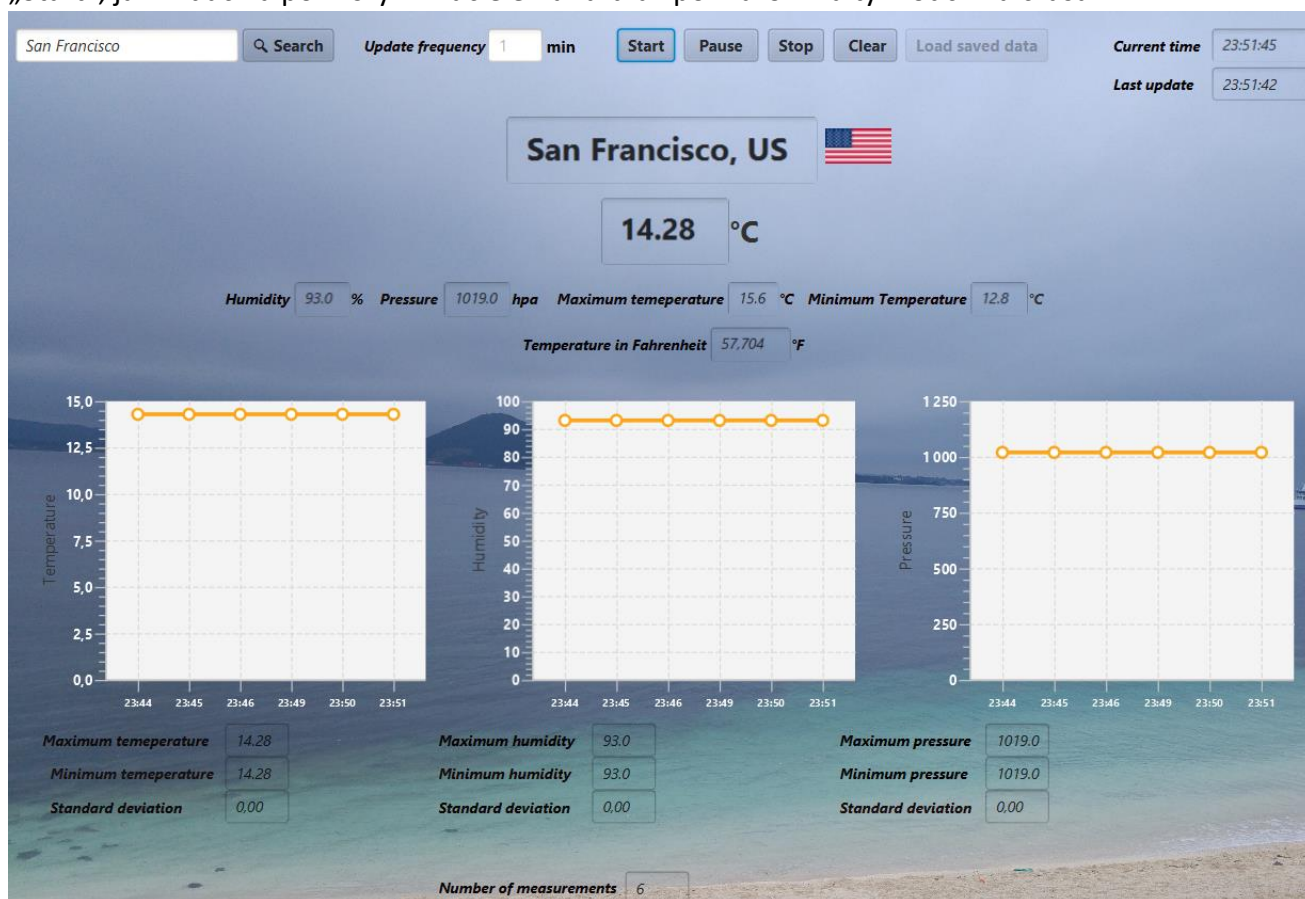 San Francisco Search Update frequency 1 min Start Pause Stop Clear Load saved data Current time 23:51:45
Last update 23:51:42
San Francisco, US
14.28 °C
Humidity 93.0 % Pressure 1019.0 hpa Maximum temeperature 15.6 °C Minimum Temperature 12.8 °C
Temperature in Fahrenheit 57,704 °F
Temperature
15,0
12,5
10,0
7,5
5,0
2,5
0,0
23:44 23:45 23:46 23:49 23:50 23:51
Humidity
100
90
80
70
60
50
40
30
20
10
0
23:44 23:45 23:46 23:49 23:50 23:51
Pressure
1 250
1 000
750
500
250
0
23:44 23:45 23:46 23:49 23:50 23:51
Maximum temeperature 14.28 Maximum humidity 93.0 Maximum pressure 1019.0
Minimum temeperature 14.28 Minimum humidity 93.0 Minimum pressure 1019.0
Standard deviation 0,00 Standard deviation 0,00 Standard deviation 0,00
Number of measurements 6